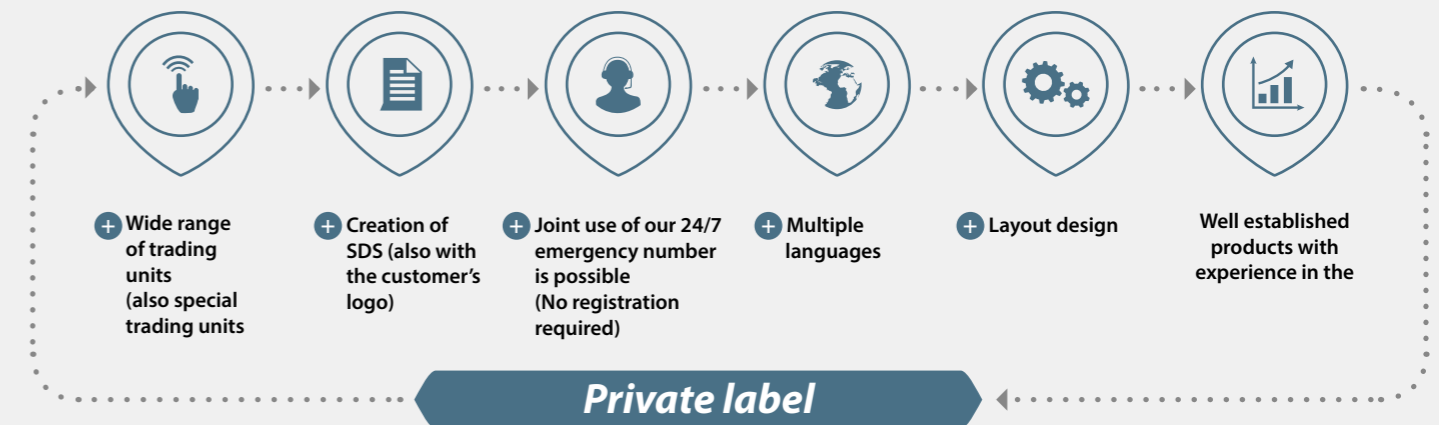 Wide range
of trading
units
(also special
trading units
Creation of
SDS (also with
the customer's
logo)
Joint use of our 24/7
emergency number
is possible
(No registration
required)
Multiple
languages
Layout design
Well established
products with
experience in the
Private label